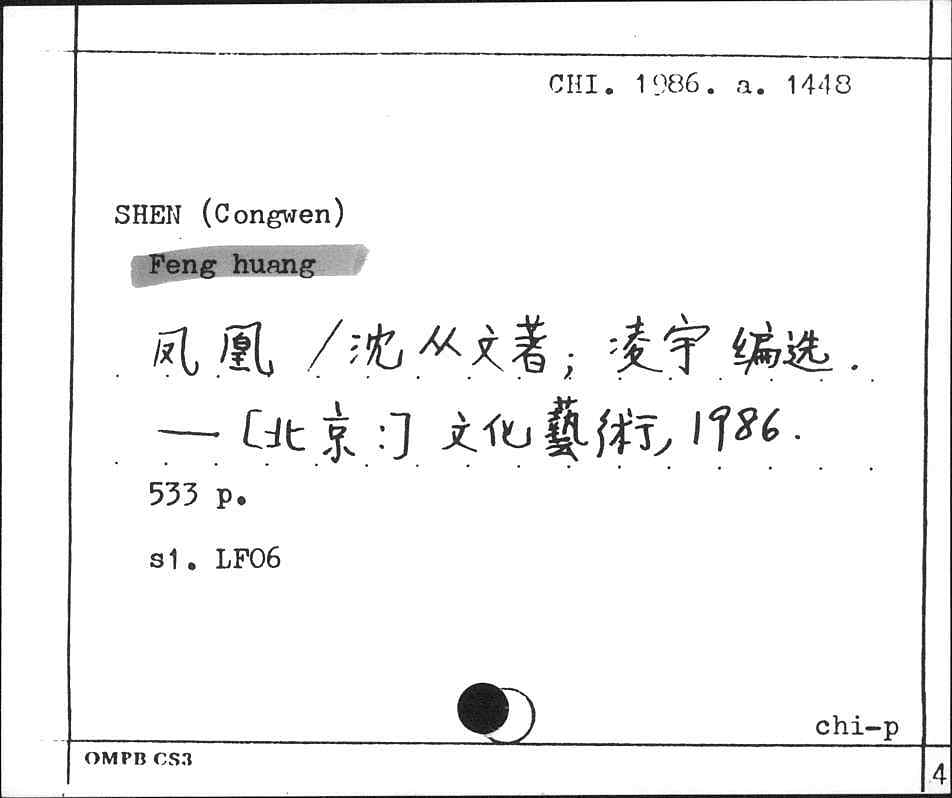 CHI. 1986. a. 1448
SHEN (Congwen)
Feng huang
凤凰 / 沈从文著; 凌宇编选.
— [北京:] 文化藝術, 1986.
533 p.
s1. LF06
chi-p
OMPB CS3
4